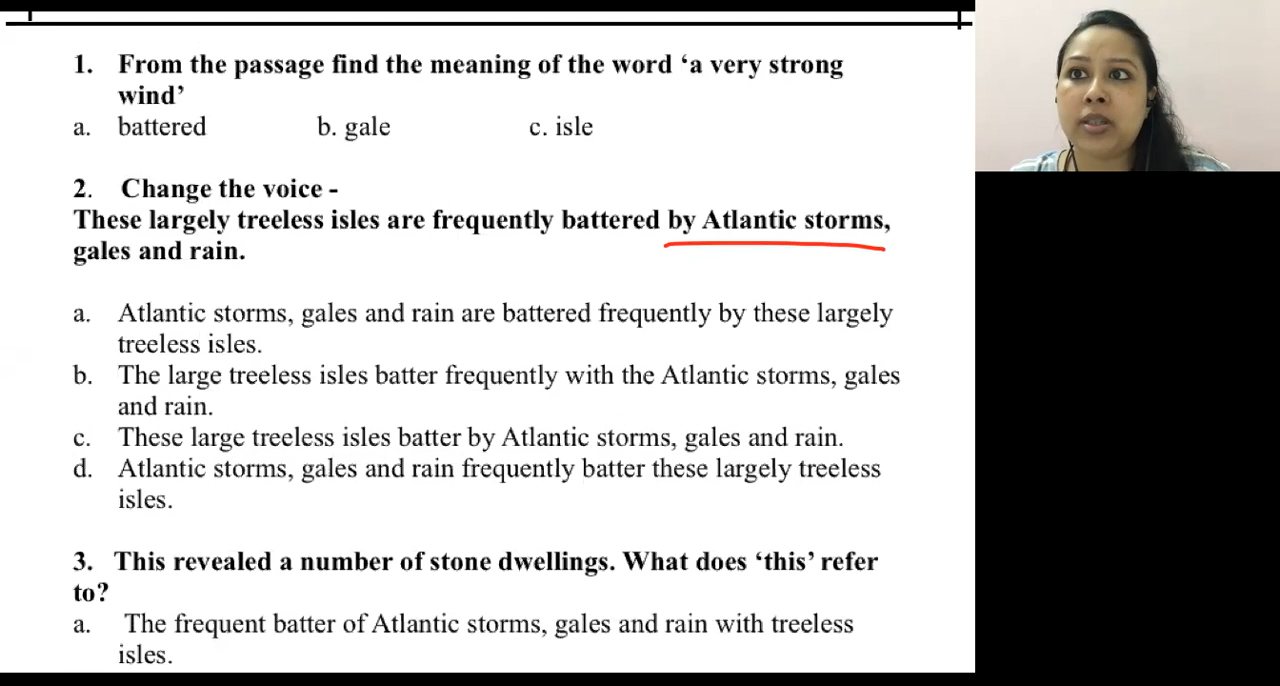 1. From the passage find the meaning of the word ‘a very strong
wind’
a. battered b. gale c. isle
2. Change the voice -
These largely treeless isles are frequently battered by Atlantic storms,
gales and rain.
a. Atlantic storms, gales and rain are battered frequently by these largely
treeless isles.
b. The large treeless isles batter frequently with the Atlantic storms, gales
and rain.
c. These large treeless isles batter by Atlantic storms, gales and rain.
d. Atlantic storms, gales and rain frequently batter these largely treeless
isles.
3. This revealed a number of stone dwellings. What does ‘this’ refer
to?
a. The frequent batter of Atlantic storms, gales and rain with treeless
isles.